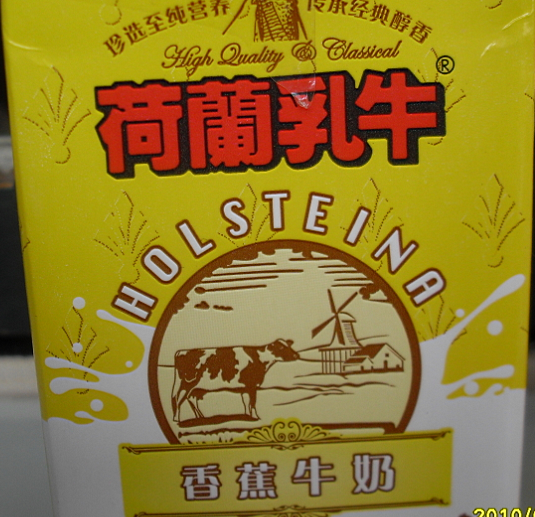 珍选至纯营养 传承经典醇香
High Quality & Classical
荷蘭乳牛®
HOLSTEINA
香蕉牛奶
2010/